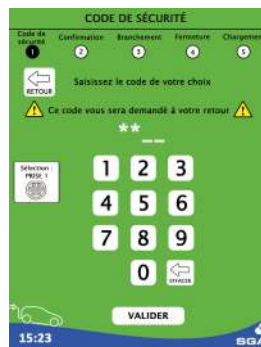 CODE DE SÉCURITÉ
Code de sécurité Confirmation Branchement Fermeture Chargement
1 2 3 4 5
RETOUR
Saisissez le code de votre choix
Ce code vous sera demandé à votre retour
**__
Sélection :
PRISE 1
1 2 3
4 5 6
7 8 9
0 EFFACER
VALIDER
15:23
SGA